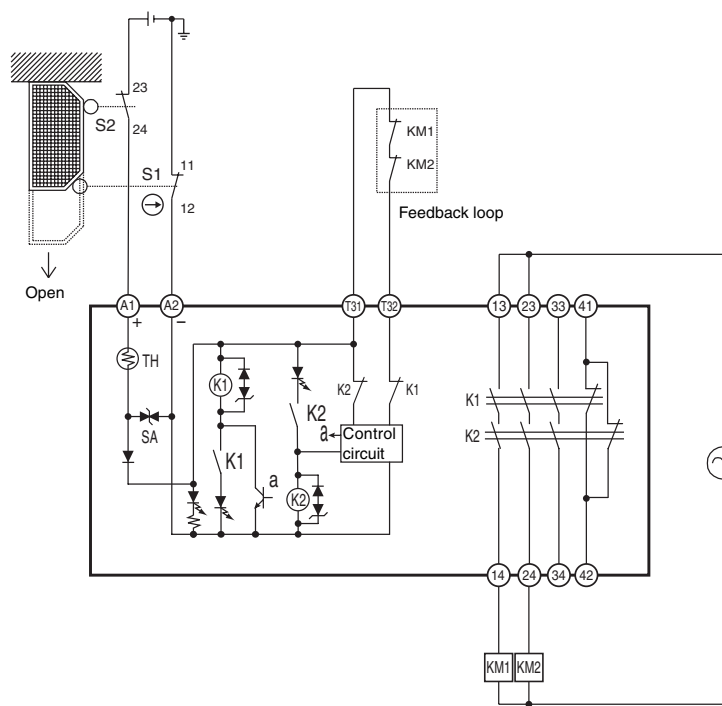 23
S2
24
S1
11
12
Open
KM1
KM2
Feedback loop
A1
A2
T31
T32
13
23
33
41
+
−
TH
SA
K1
K1
a
K2
K2
K2
K1
a
Control
circuit
K1
K2
14
24
34
42
KM1
KM2